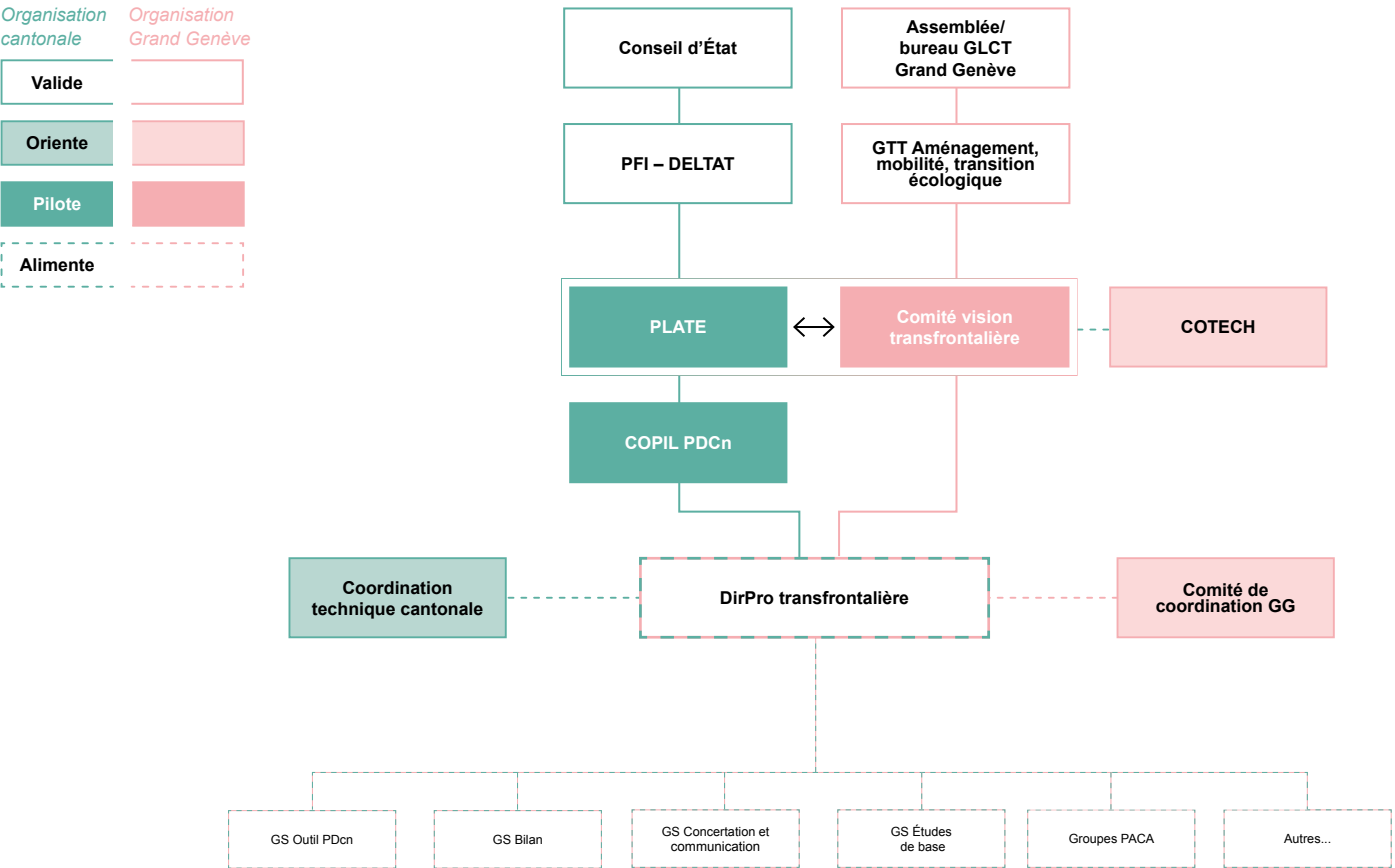 Organisation
cantonale
Organisation
Grand Genève
Valide
Oriente
Pilote
Alimente
Conseil d’État
Assemblée/
bureau GLCT
Grand Genève
PFI – DELTAT
GTT Aménagement,
mobilité, transition
écologique
PLATE
Comité vision
transfrontalière
COTECH
COPIL PDCn
Coordination
technique cantonale
DirPro transfrontalière
Comité de
coordination GG
GS Outil PDcn
GS Bilan
GS Concertation et
communication
GS Études
de base
Groupes PACA
Autres...